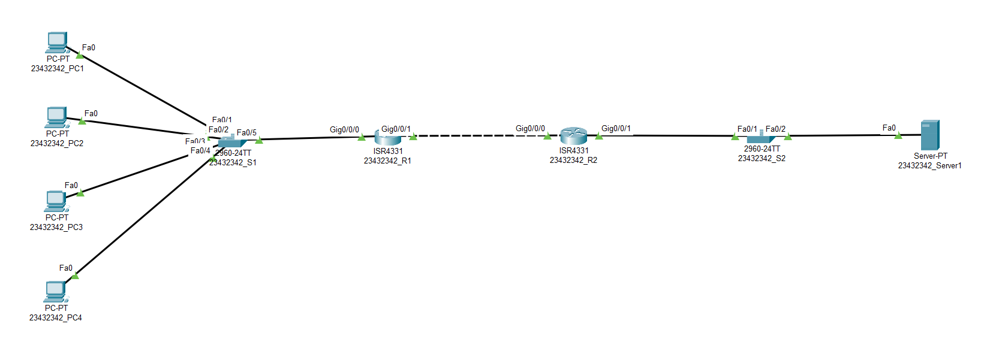 Fa0
PC-PT
23432342_PC1
Fa0
PC-PT
23432342_PC2
Fa0
PC-PT
23432342_PC3
Fa0
PC-PT
23432342_PC4
Fa0/1
Fa0/2
Fa0/3
Fa0/4
Fa0/5
2960-24TT
23432342_S1
Gig0/0/0
Gig0/0/1
ISR4331
23432342_R1
Gig0/0/0
Gig0/0/1
ISR4331
23432342_R2
Fa0/1
Fa0/2
2960-24TT
23432342_S2
Fa0
Server-PT
23432342_Server1